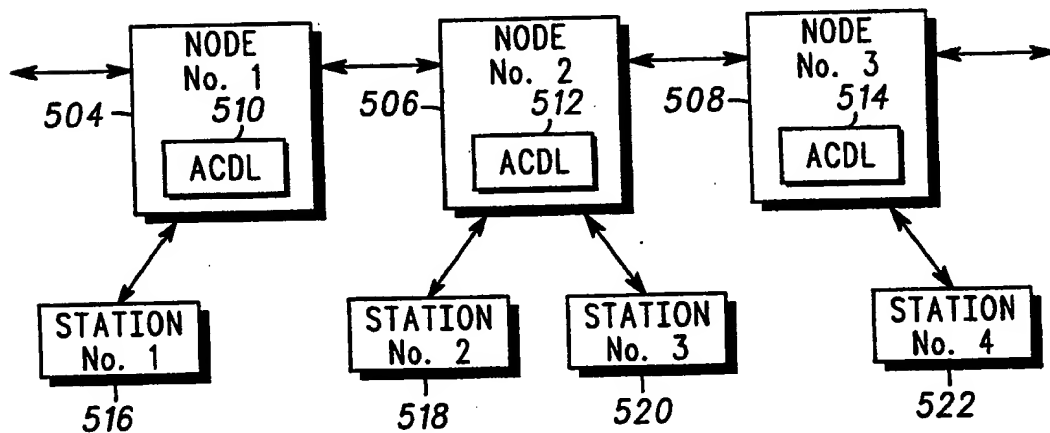 NODE
No. 1
504
510
ACDL
NODE
No. 2
506
512
ACDL
NODE
No. 3
508
514
ACDL
STATION
No. 1
516
STATION
No. 2
518
STATION
No. 3
520
STATION
No. 4
522